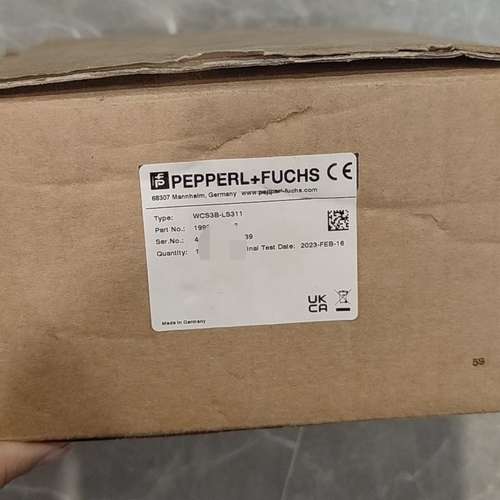 PEPPERL+FUCHS CE
68307 Mannheim, Germany www.pepperl-fuchs.com
Type: WCS3B-LS311
Part No.:
Ser.No.:
Quantity: Test Date: 2023-FEB-16
UK
CA
Made in Germany
59